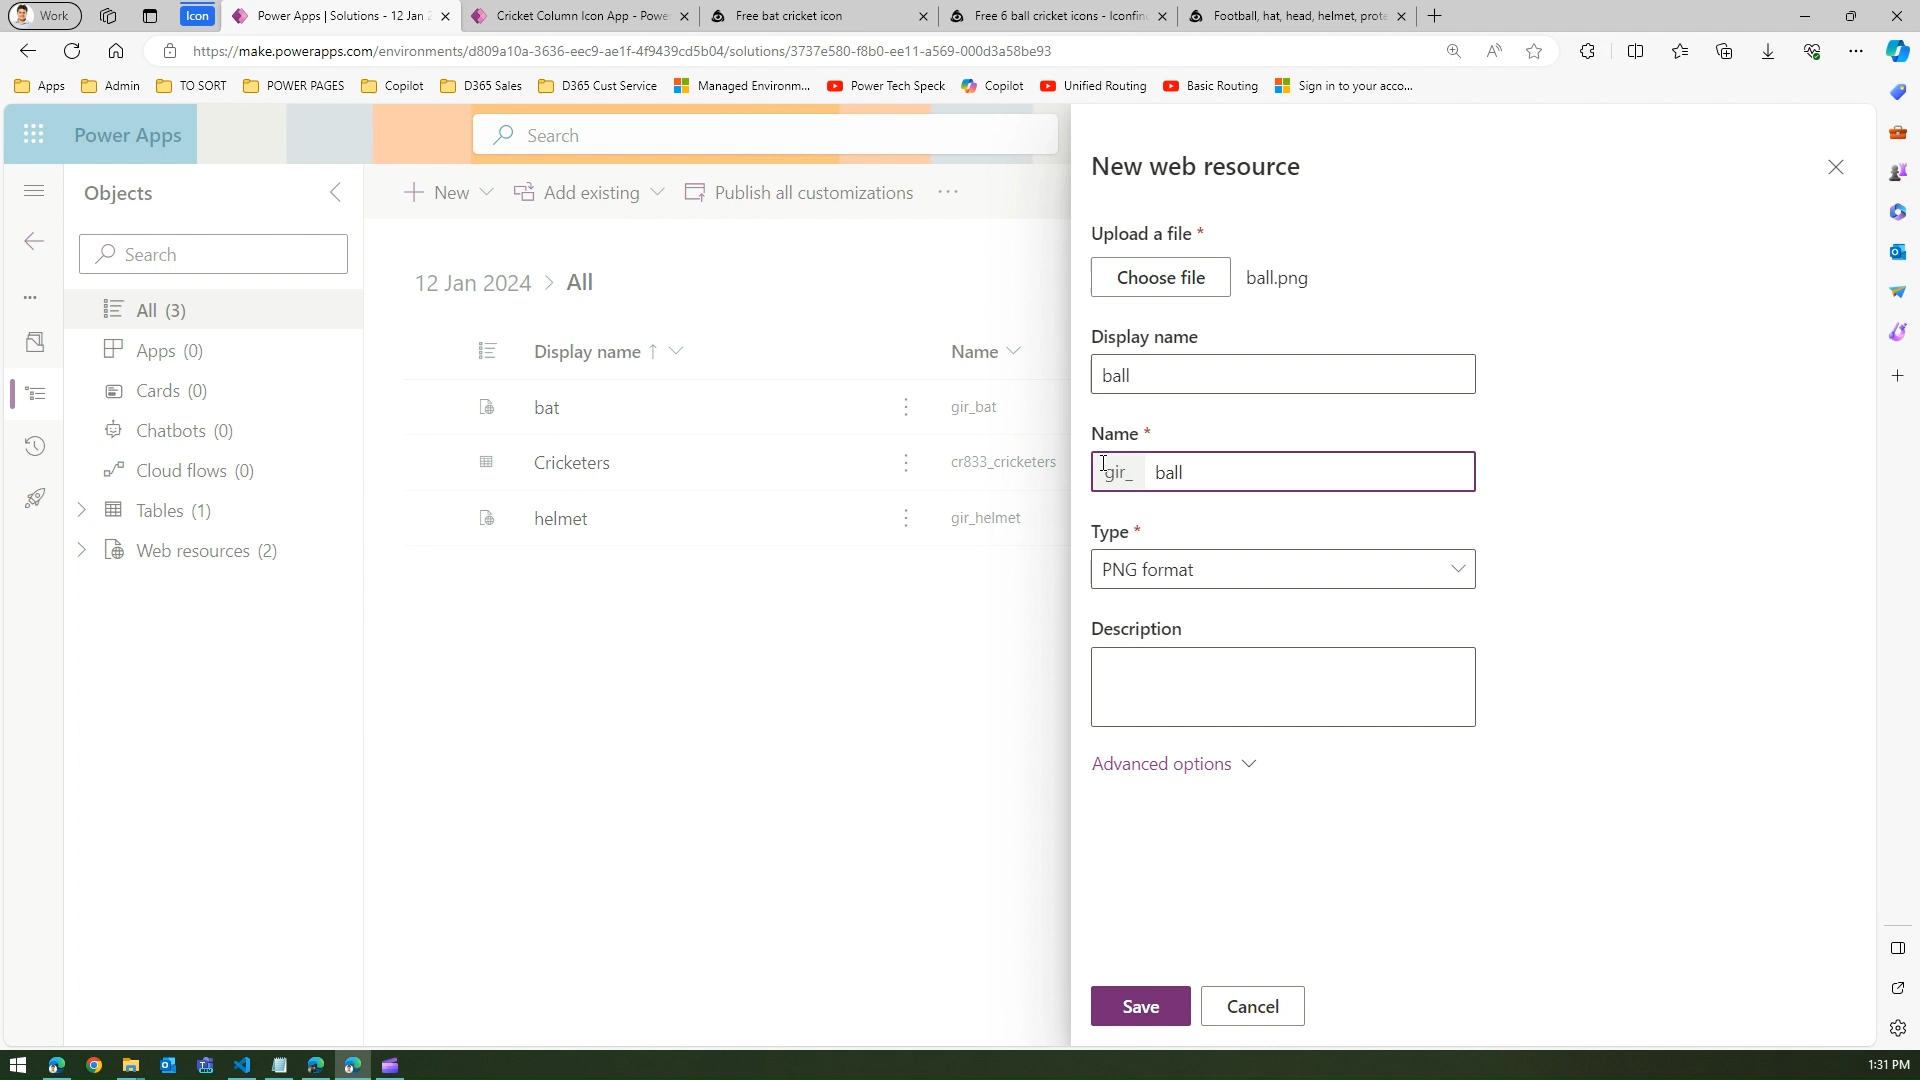 Work
Icon
Power Apps | Solutions - 12 Jan 2
Cricket Column Icon App - Powe
Free bat cricket icon
Free 6 ball cricket icons - Iconfin
Football, hat, head, helmet, prote
https://make.powerapps.com/environments/d809a10a-3636-eec9-ae1f-4f9439cd5b04/solutions/3737e580-f8b0-ee11-a569-000d3a58be93
Apps
Admin
TO SORT
POWER PAGES
Copilot
D365 Sales
D365 Cust Service
Managed Environm...
Power Tech Speck
Copilot
Unified Routing
Basic Routing
Sign in to your acco...
Power Apps
Search
Objects
Search
All (3)
Apps (0)
Cards (0)
Chatbots (0)
Cloud flows (0)
Tables (1)
Web resources (2)
New
Add existing
Publish all customizations
12 Jan 2024 > All
Display name
Name
bat
gir_bat
Cricketers
cr833_cricketers
helmet
gir_helmet
New web resource
Upload a file *
Choose file
ball.png
Display name
ball
Name *
gir_ ball
Type *
PNG format
Description
Advanced options
Save
Cancel
1:31 PM